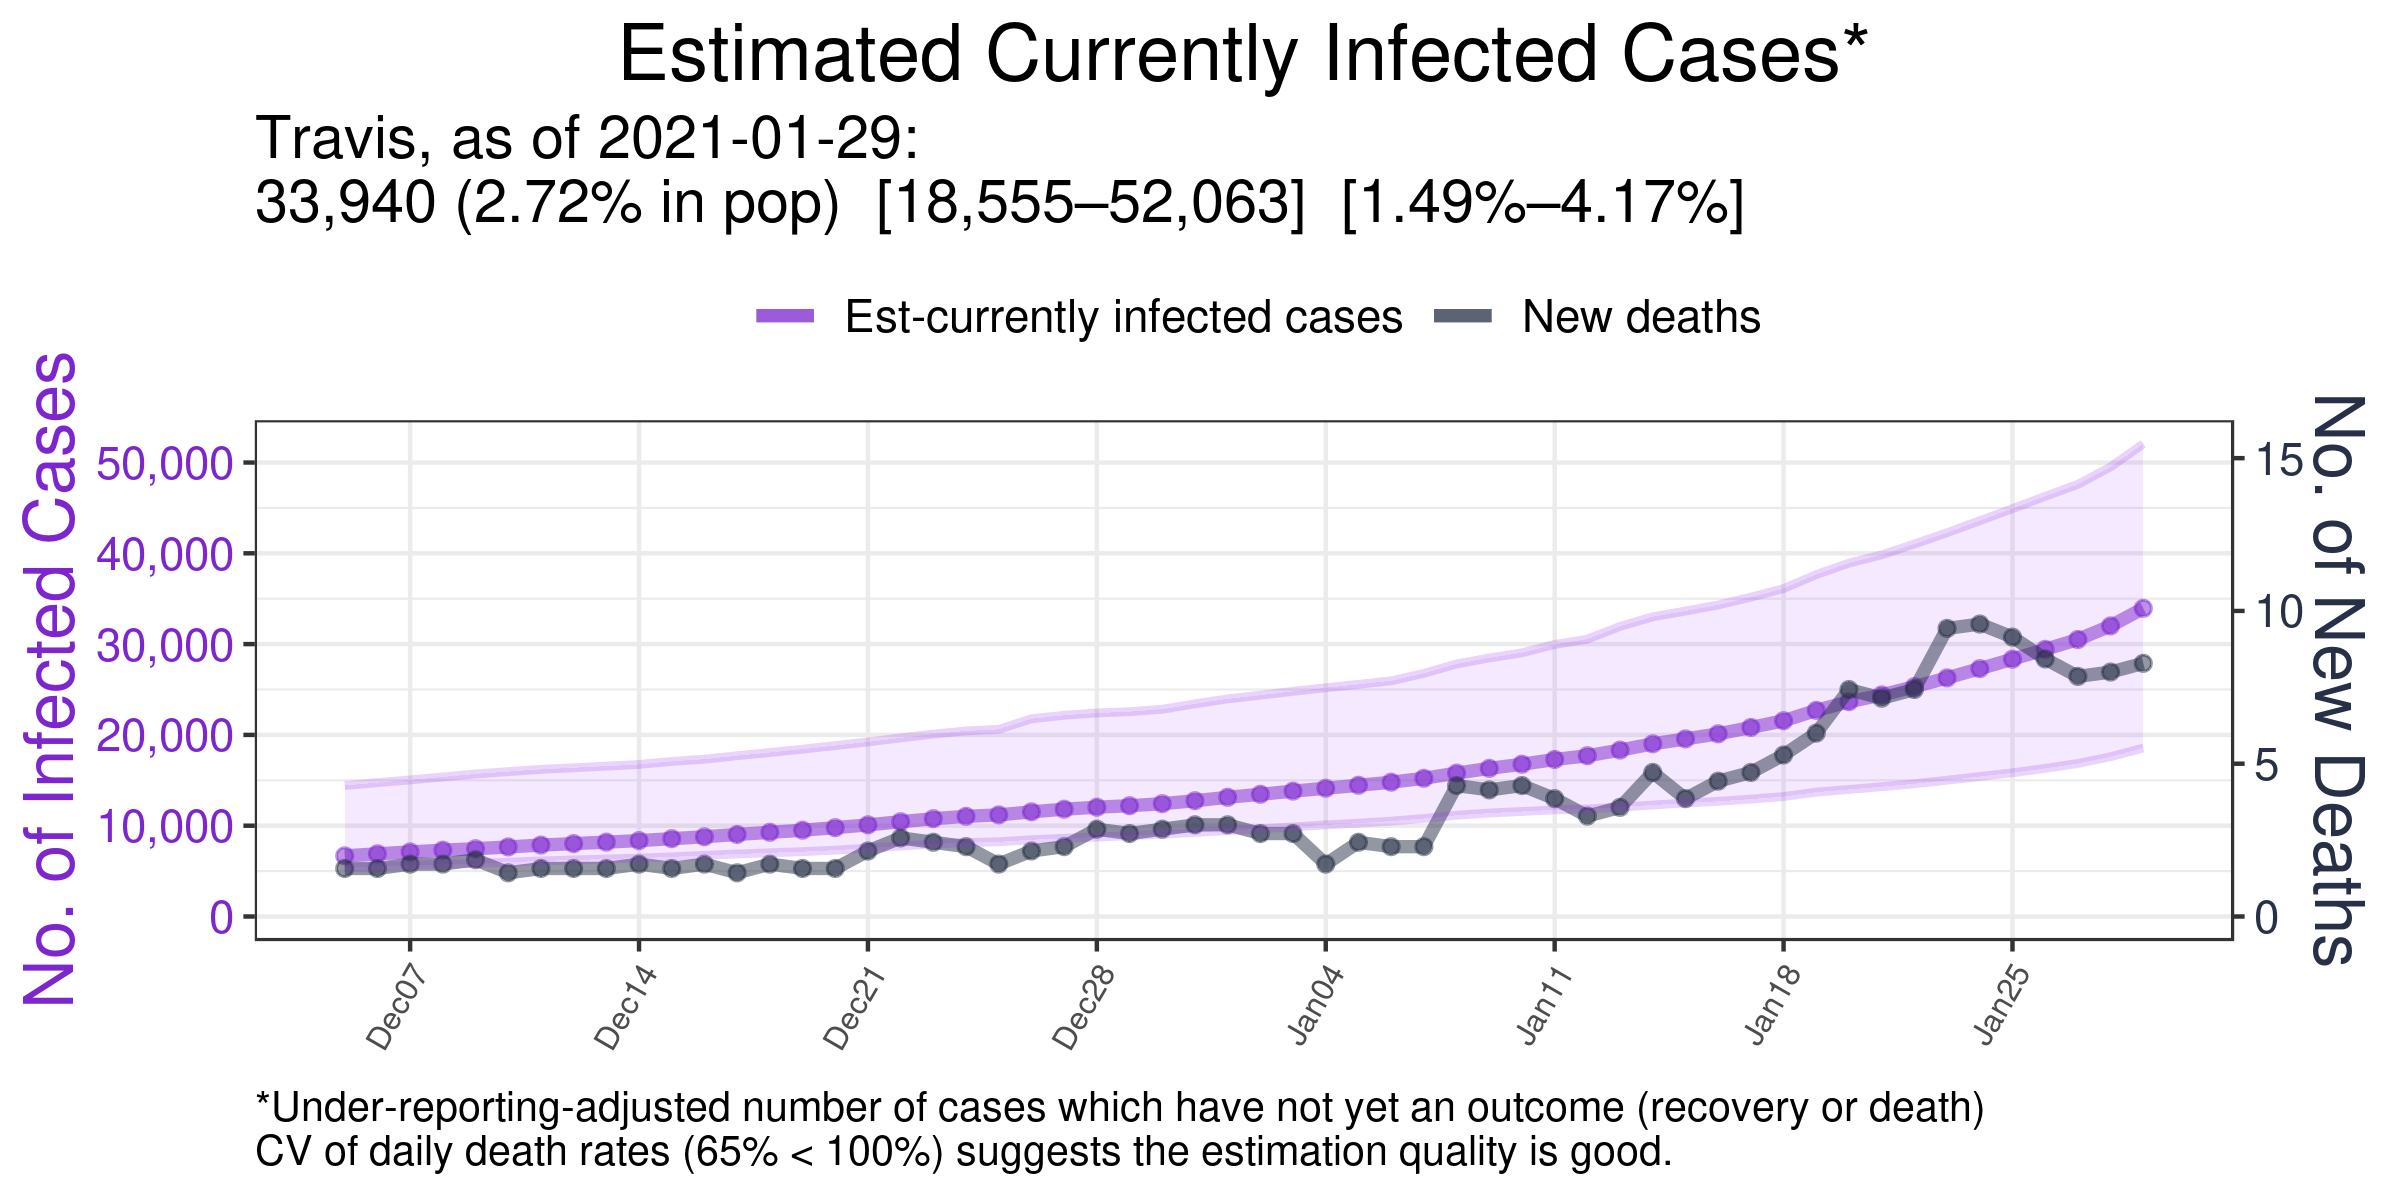 Estimated Currently Infected Cases*
Travis, as of 2021-01-29:
33,940 (2.72% in pop)  [18,555–52,063]  [1.49%–4.17%]
Est-currently infected cases
New deaths
No. of Infected Cases
50,000
40,000
30,000
20,000
10,000
0
15
10
5
0
No. of New Deaths
Dec07
Dec14
Dec21
Dec28
Jan04
Jan11
Jan18
Jan25
*Under-reporting-adjusted number of cases which have not yet an outcome (recovery or death)
CV of daily death rates (65% < 100%) suggests the estimation quality is good.